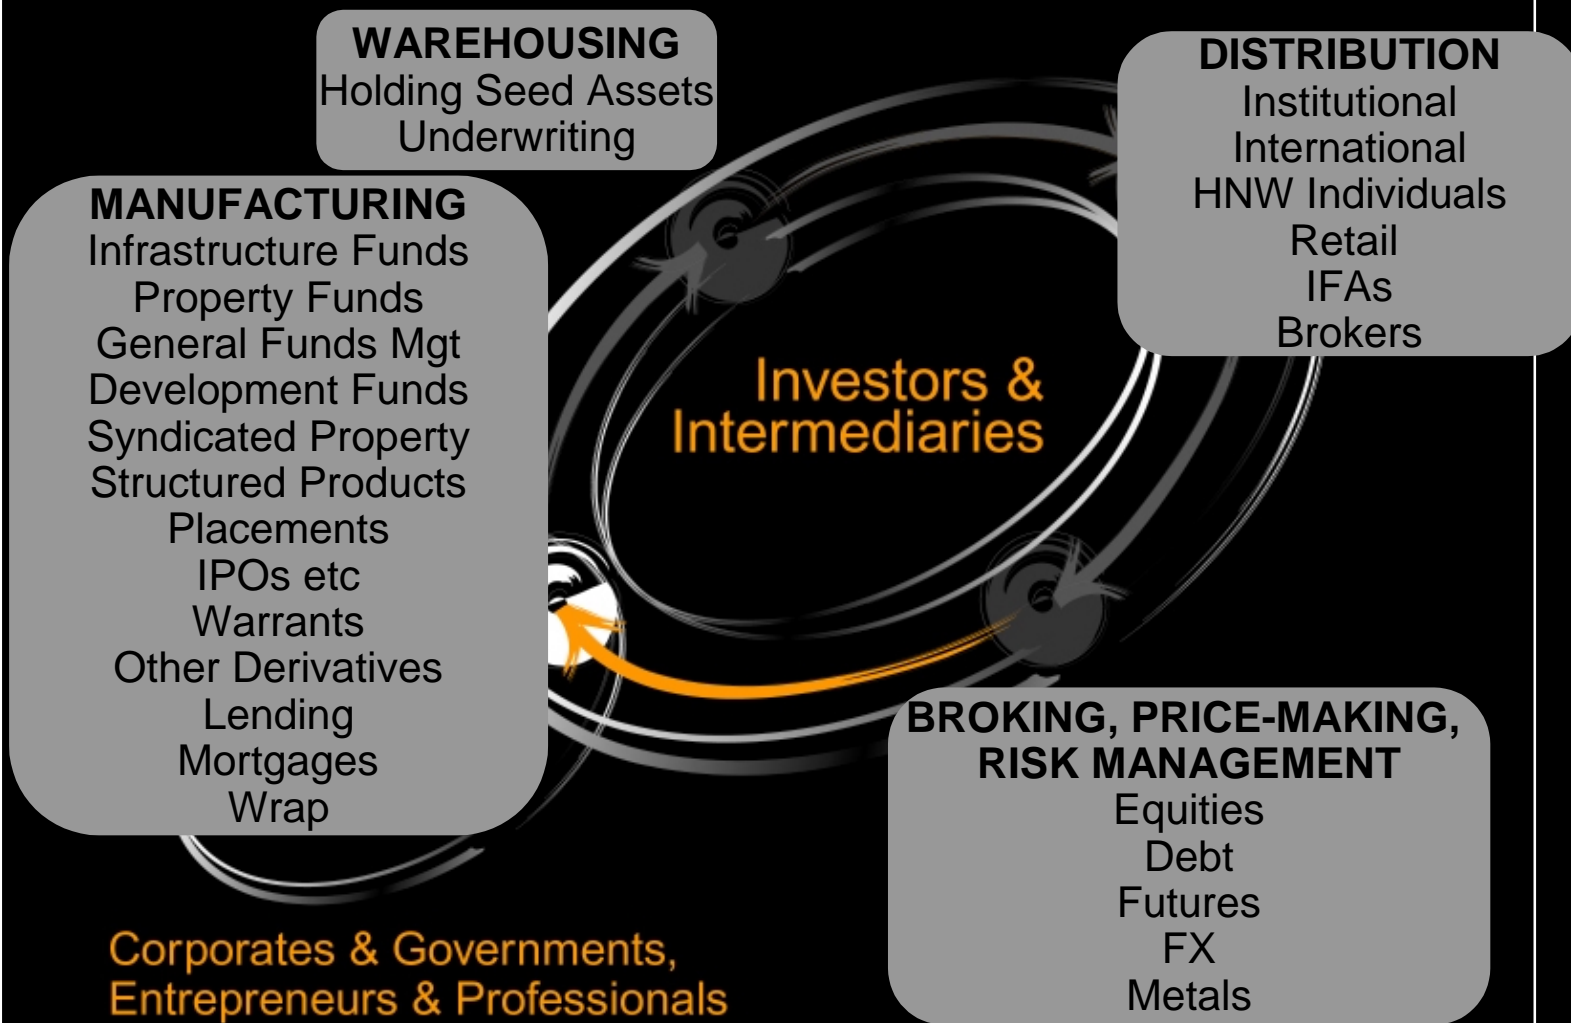 WAREHOUSING
Holding Seed Assets
Underwriting
DISTRIBUTION
Institutional
International
HNW Individuals
Retail
IFAs
Brokers
MANUFACTURING
Infrastructure Funds
Property Funds
General Funds Mgt
Development Funds
Syndicated Property
Structured Products
Placements
IPOs etc
Warrants
Other Derivatives
Lending
Mortgages
Wrap
Investors &
Intermediaries
BROKING, PRICE-MAKING,
RISK MANAGEMENT
Equities
Debt
Futures
FX
Metals
Corporates & Governments,
Entrepreneurs & Professionals